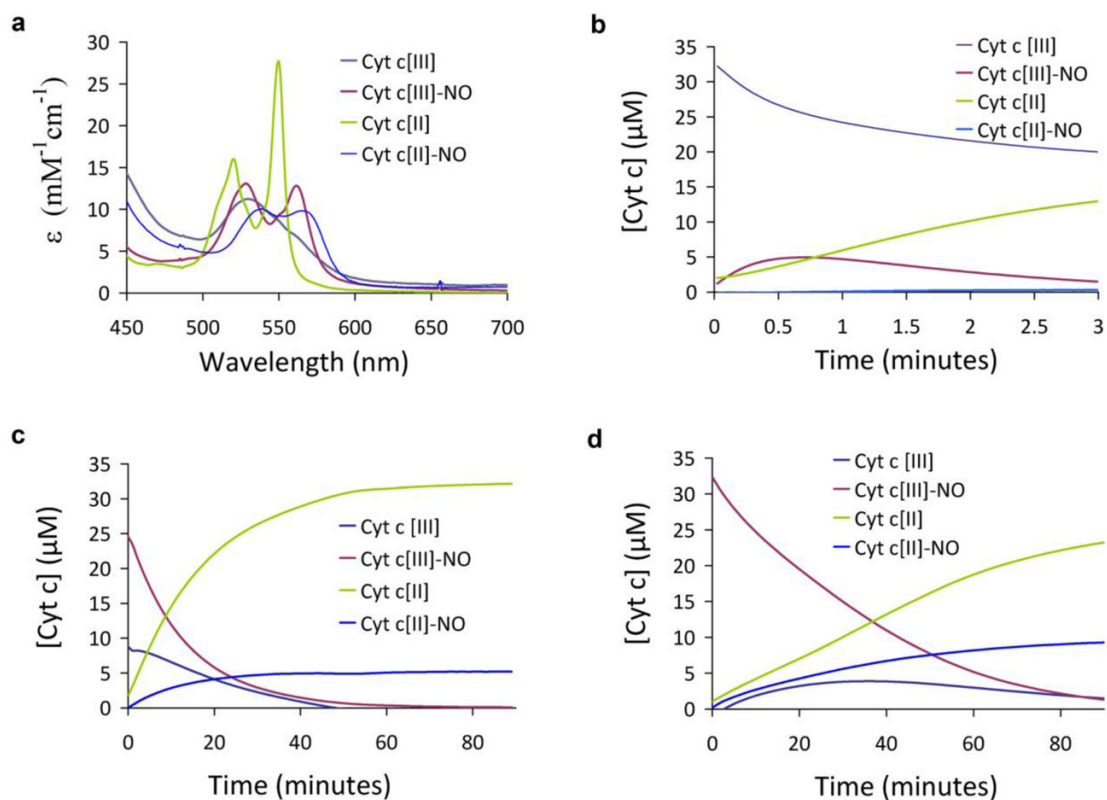 a
30
25
20
15
10
5
0
ε (mM⁻¹cm⁻¹)
450 500 550 600 650 700
Wavelength (nm)
Cyt c[III]
Cyt c[III]-NO
Cyt c[II]
Cyt c[II]-NO
b
35
30
25
20
15
10
5
0
[Cyt c] (μM)
0 0.5 1 1.5 2 2.5 3
Time (minutes)
Cyt c [III]
Cyt c[III]-NO
Cyt c[II]
Cyt c[II]-NO
c
35
30
25
20
15
10
5
0
[Cyt c] (μM)
0 20 40 60 80
Time (minutes)
Cyt c [III]
Cyt c[III]-NO
Cyt c[II]
Cyt c[II]-NO
d
35
30
25
20
15
10
5
0
[Cyt c] (μM)
0 20 40 60 80
Time (minutes)
Cyt c [III]
Cyt c[III]-NO
Cyt c[II]
Cyt c[II]-NO